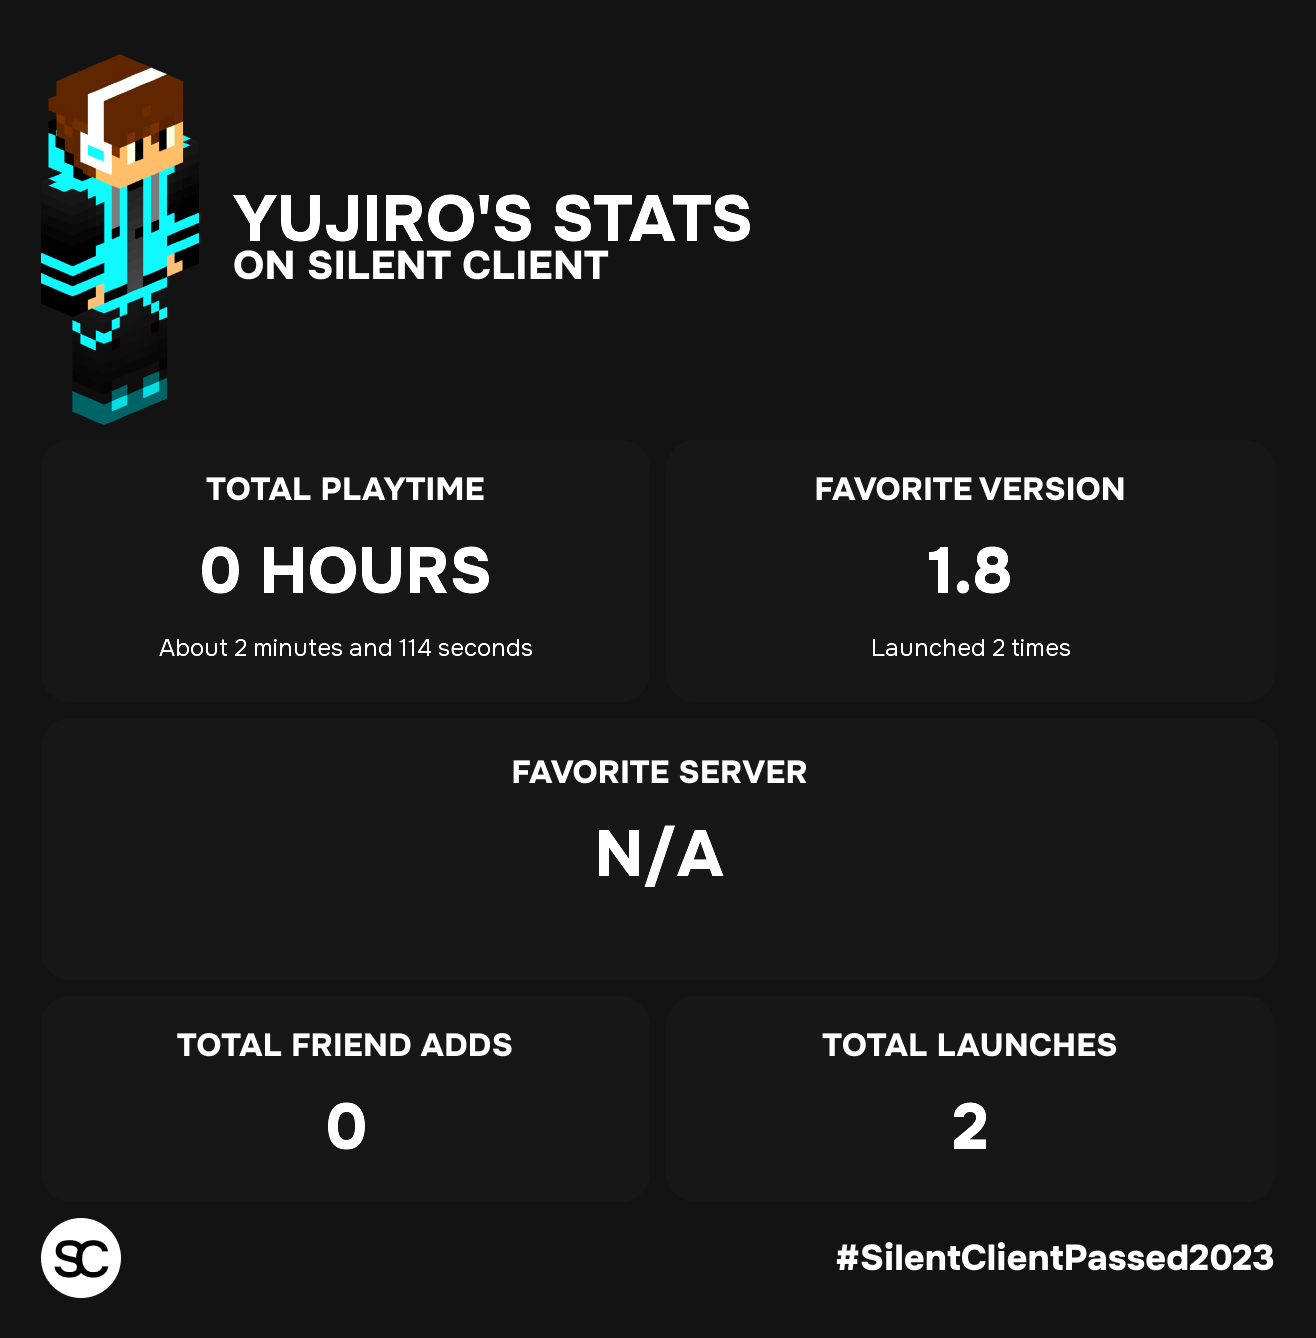 YUJIRO'S STATS
ON SILENT CLIENT
TOTAL PLAYTIME
0 HOURS
About 2 minutes and 114 seconds
FAVORITE VERSION
1.8
Launched 2 times
FAVORITE SERVER
N/A
TOTAL FRIEND ADDS
0
TOTAL LAUNCHES
2
SC
#SilentClientPassed2023